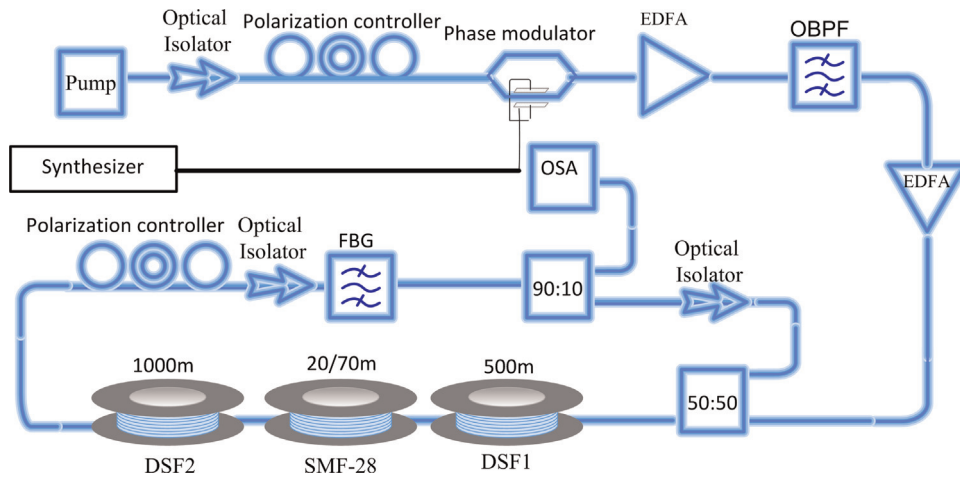 Optical
Isolator
Polarization controller
Phase modulator
EDFA
OBPF
Pump
Synthesizer
OSA
EDFA
Polarization controller
Optical
Isolator
FBG
90:10
Optical
Isolator
1000m
20/70m
500m
50:50
DSF2
SMF-28
DSF1